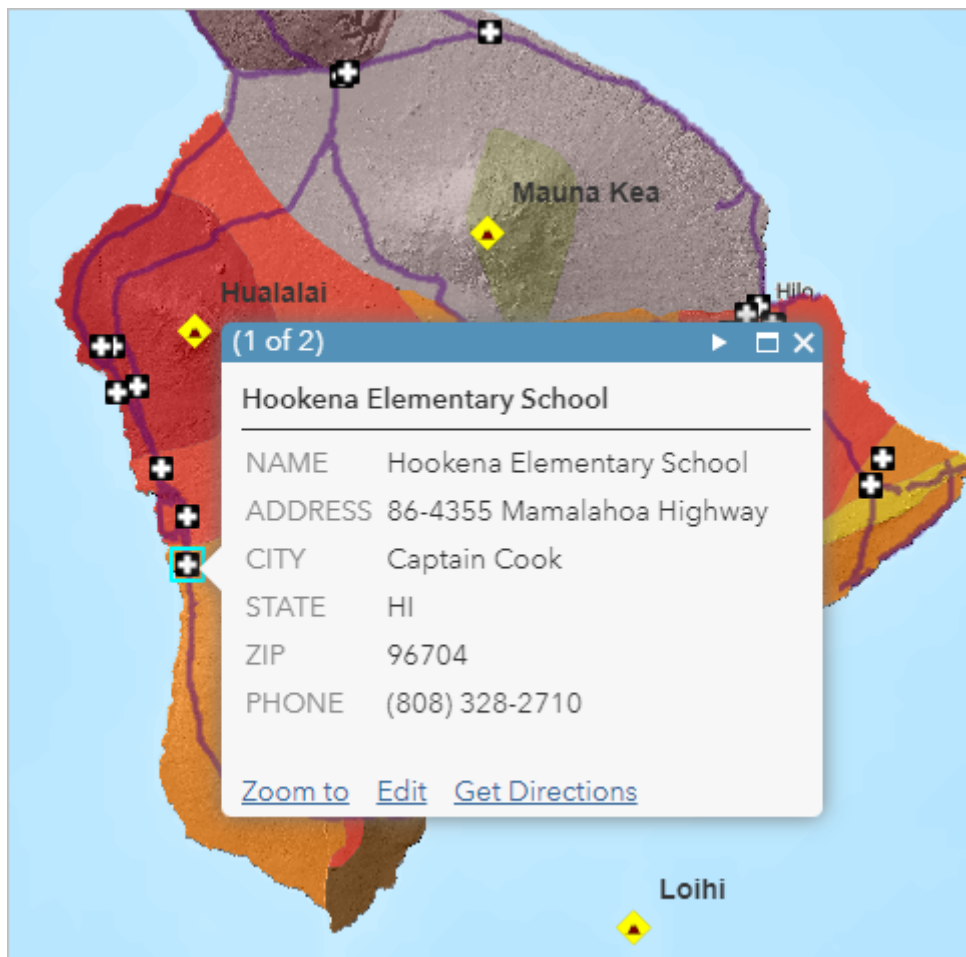 Mauna Kea
Hualalai
Hilo
(1 of 2)
Hookena Elementary School
NAME Hookena Elementary School
ADDRESS 86-4355 Mamalahoa Highway
CITY Captain Cook
STATE HI
ZIP 96704
PHONE (808) 328-2710
Zoom to Edit Get Directions
Loihi